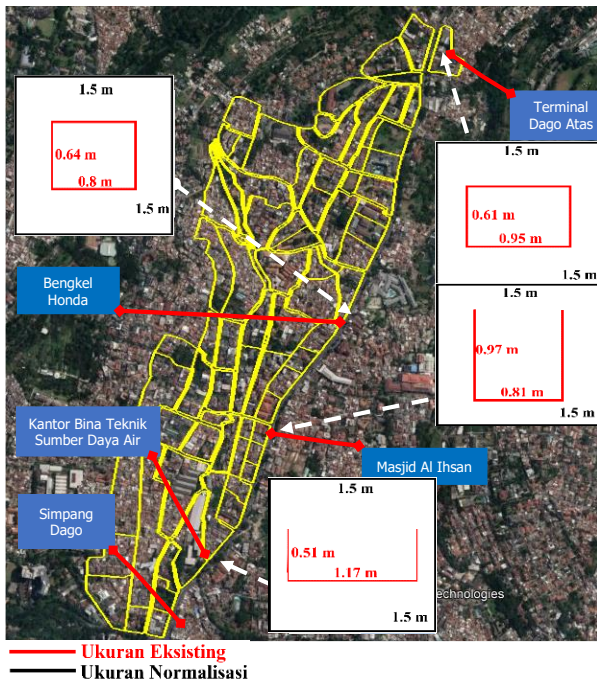 1.5 m
0.64 m
0.8 m
1.5 m
Terminal
Dago Atas
1.5 m
0.61 m
0.95 m
1.5 m
Bengkel
Honda
1.5 m
0.97 m
0.81 m
1.5 m
Kantor Bina Teknik
Sumber Daya Air
Masjid Al Ihsan
Simpang
Dago
1.5 m
0.51 m
1.17 m
1.5 m
echnologies
Ukuran Eksisting
Ukuran Normalisasi